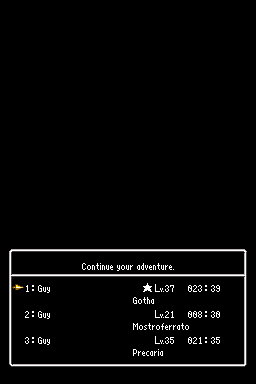 Continue your adventure.
1: Guy ★ Lv.37 023:39
Gotha
2: Guy Lv.21 008:30
Mostroferrato
3: Guy Lv.35 021:35
Precaria